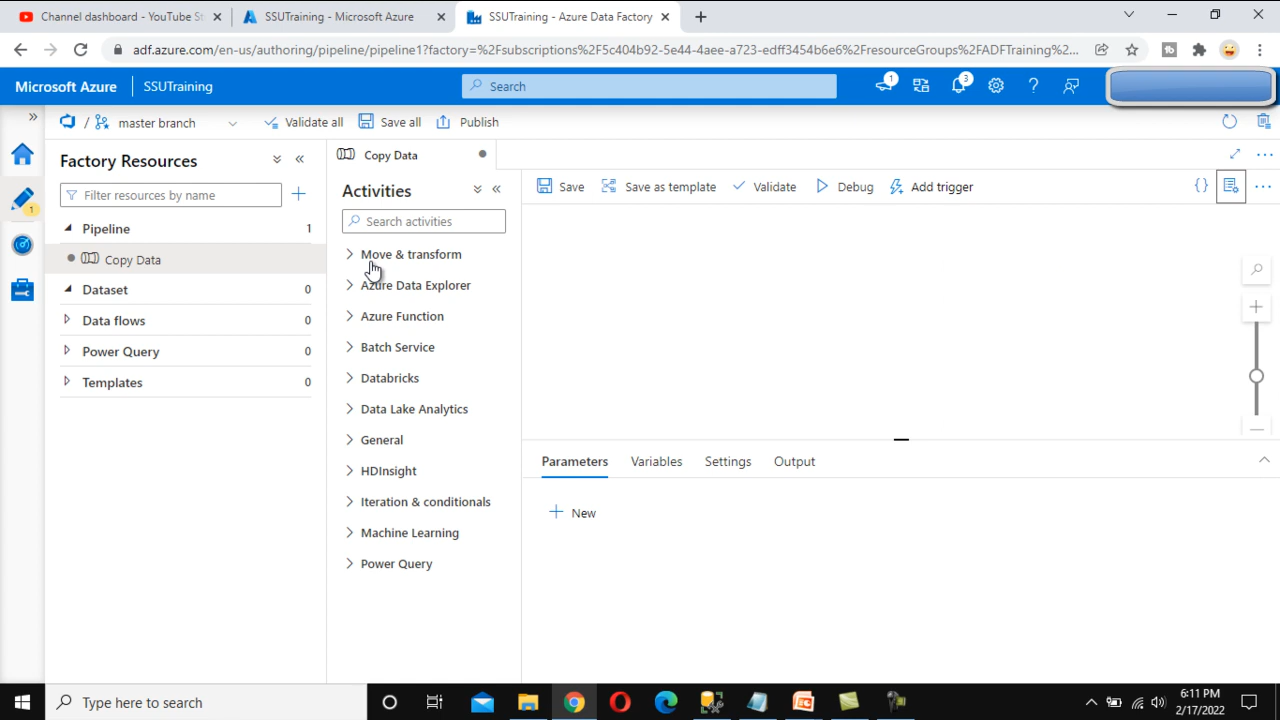 Channel dashboard - YouTube St
SSUTraining - Microsoft Azure
SSUTraining - Azure Data Factory
adf.azure.com/en-us/authoring/pipeline/pipeline1?factory=%2Fsubscriptions%2F5c404b92-5e44-4aee-a723-edff3454b6e6%2FresourceGroups%2FADFTraining%2...
Microsoft Azure
SSUTraining
Search
1
3
/ master branch
Validate all
Save all
Publish
Factory Resources
Filter resources by name
Pipeline 1
Copy Data
Dataset 0
Data flows 0
Power Query 0
Templates 0
1
Copy Data
Activities
Search activities
Move & transform
Azure Data Explorer
Azure Function
Batch Service
Databricks
Data Lake Analytics
General
HDInsight
Iteration & conditionals
Machine Learning
Power Query
Save
Save as template
Validate
Debug
Add trigger
{}
Parameters
Variables
Settings
Output
New
Type here to search
6:11 PM
2/17/2022